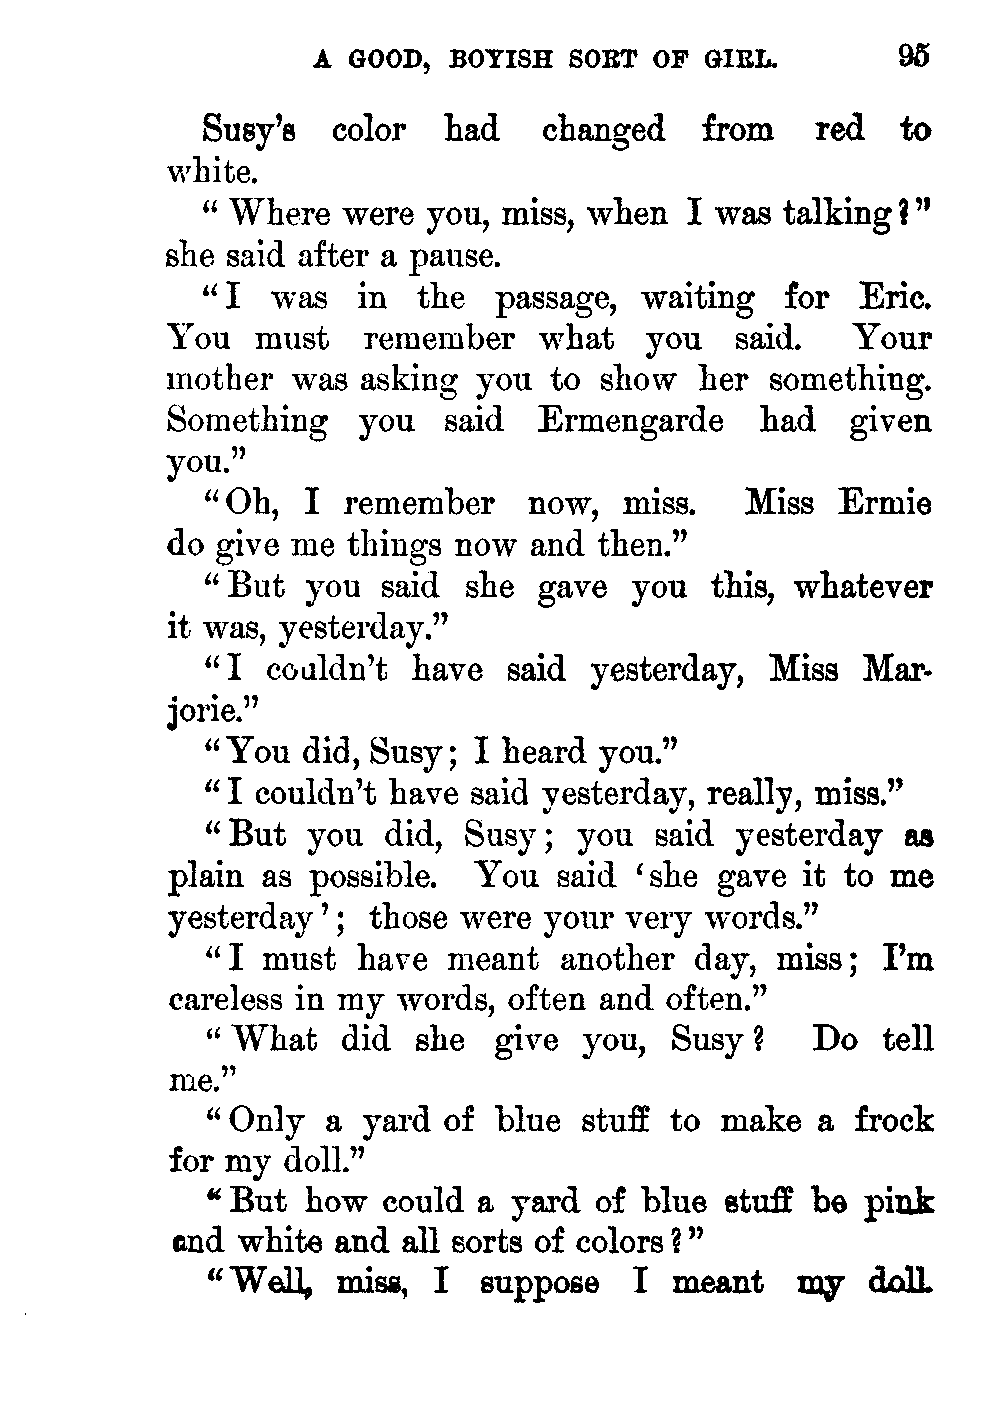 A GOOD, BOYISH SORT OF GIRL. 95
Susy's color had changed from red to
white.
"Where were you, miss, when I was talking?"
she said after a pause.
"I was in the passage, waiting for Eric.
You must remember what you said. Your
mother was asking you to show her something.
Something you said Ermengarde had given
you."
"Oh, I remember now, miss. Miss Ermie
do give me things now and then."
"But you said she gave you this, whatever
it was, yesterday."
"I couldn't have said yesterday, Miss Mar-
jorie."
"You did, Susy; I heard you."
"I couldn't have said yesterday, really, miss."
"But you did, Susy; you said yesterday as
plain as possible. You said 'she gave it to me
yesterday'; those were your very words."
"I must have meant another day, miss; I'm
careless in my words, often and often."
"What did she give you, Susy? Do tell
me."
"Only a yard of blue stuff to make a frock
for my doll."
"But how could a yard of blue stuff be pink
and white and all sorts of colors?"
"Well, miss, I suppose I meant my doll.